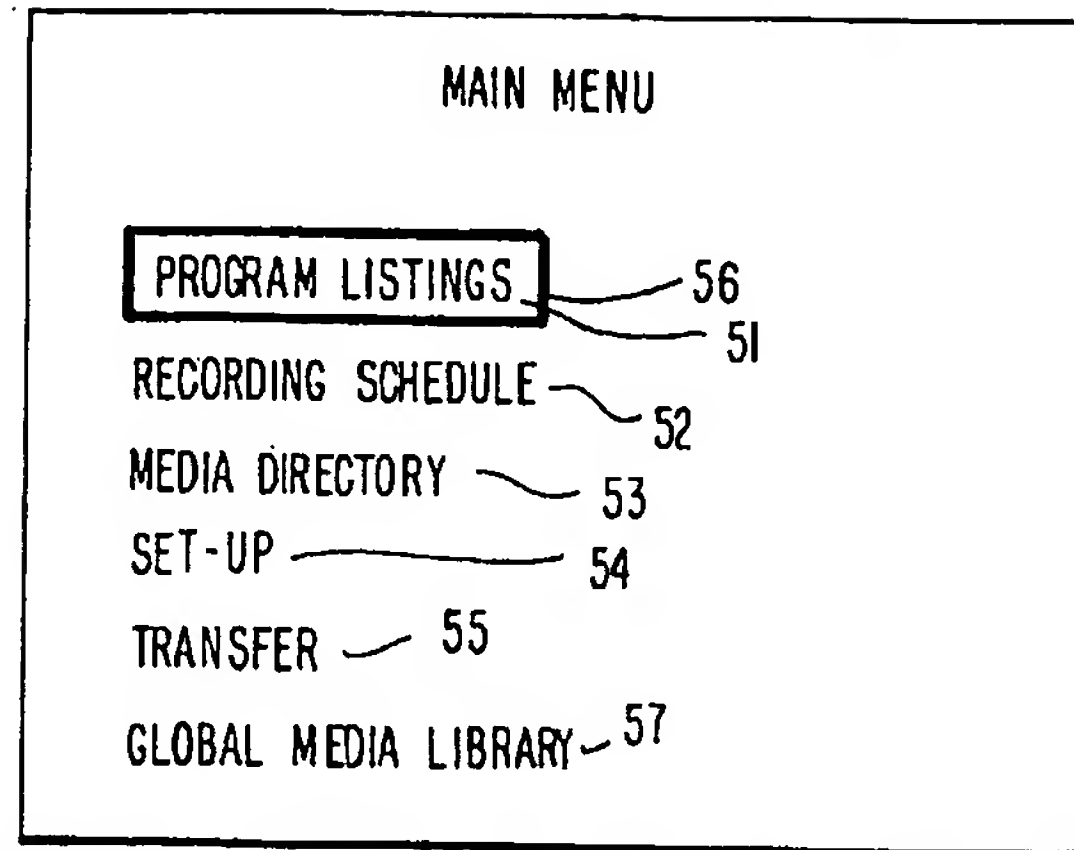 MAIN MENU
PROGRAM LISTINGS 56
51
RECORDING SCHEDULE 52
MEDIA DIRECTORY 53
SET-UP 54
TRANSFER 55
GLOBAL MEDIA LIBRARY 57